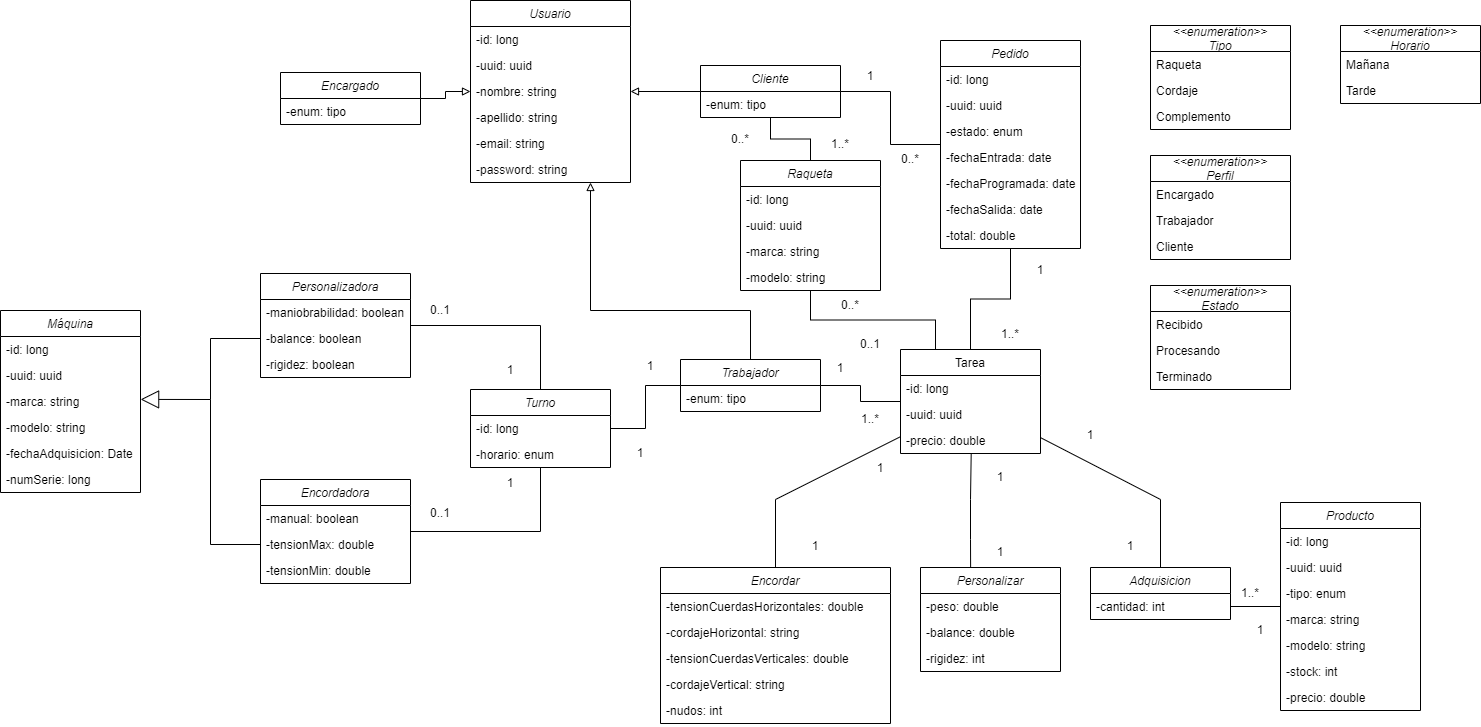 Usuario
-id: long
-uuid: uuid
-nombre: string
-apellido: string
-email: string
-password: string
Encargado
-enum: tipo
Cliente
-enum: tipo
1
0..*
0..*
1..*
Pedido
-id: long
-uuid: uuid
-estado: enum
-fechaEntrada: date
-fechaProgramada: date
-fechaSalida: date
-total: double
1
1..*
<<enumeration>>
Tipo
Raqueta
Cordaje
Complemento
<<enumeration>>
Horario
Mañana
Tarde
<<enumeration>>
Perfil
Encargado
Trabajador
Cliente
<<enumeration>>
Estado
Recibido
Procesando
Terminado
Raqueta
-id: long
-uuid: uuid
-marca: string
-modelo: string
0..*
0..1
Máquina
-id: long
-uuid: uuid
-marca: string
-modelo: string
-fechaAdquisicion: Date
-numSerie: long
Personalizadora
-maniobrabilidad: boolean
-balance: boolean
-rigidez: boolean
0..1
1
Turno
-id: long
-horario: enum
1
0..1
1
1
Encordadora
-manual: boolean
-tensionMax: double
-tensionMin: double
Trabajador
-enum: tipo
1
1..*
Tarea
-id: long
-uuid: uuid
-precio: double
1
1
1
1
1
1
Encordar
-tensionCuerdasHorizontales: double
-cordajeHorizontal: string
-tensionCuerdasVerticales: double
-cordajeVertical: string
-nudos: int
Personalizar
-peso: double
-balance: double
-rigidez: int
Adquisicion
-cantidad: int
1..*
1
Producto
-id: long
-uuid: uuid
-tipo: enum
-marca: string
-modelo: string
-stock: int
-precio: double